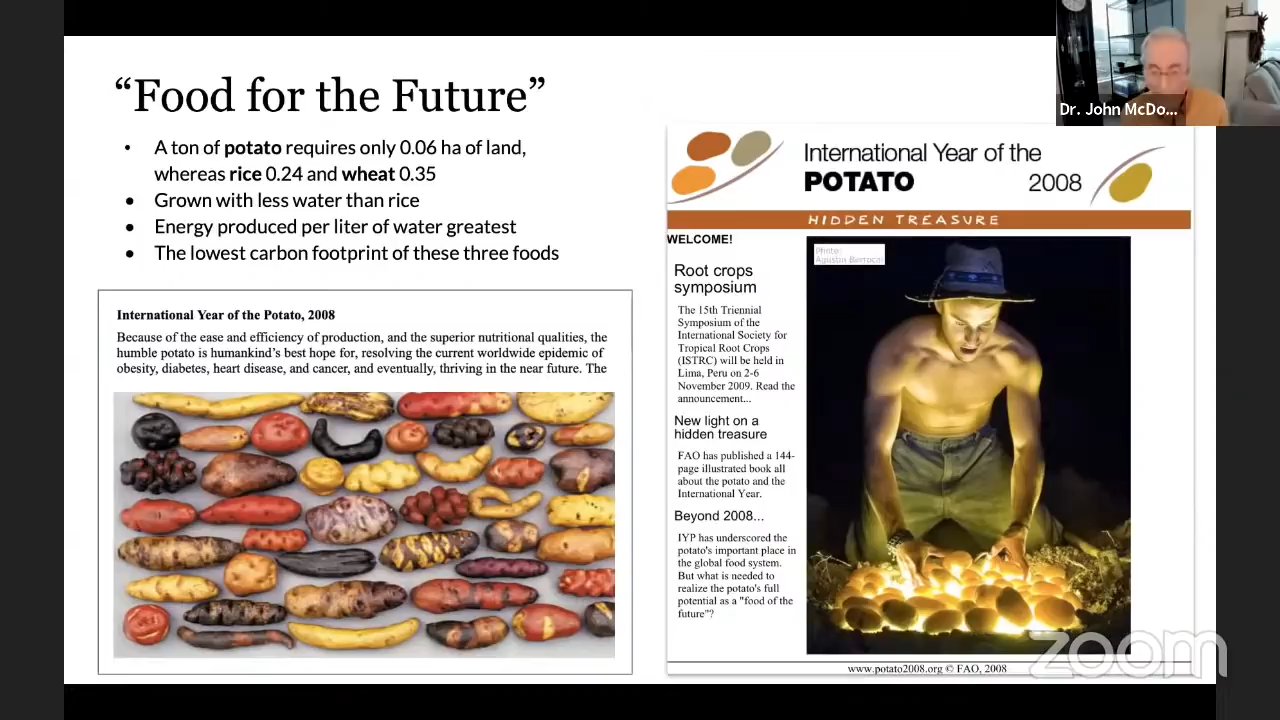 “Food for the Future”
• A ton of potato requires only 0.06 ha of land,
whereas rice 0.24 and wheat 0.35
• Grown with less water than rice
• Energy produced per liter of water greatest
• The lowest carbon footprint of these three foods
International Year of the Potato, 2008
Because of the ease and efficiency of production, and the superior nutritional qualities, the
humble potato is humankind’s best hope for, resolving the current worldwide epidemic of
obesity, diabetes, heart disease, and cancer, and eventually, thriving in the near future. The
Dr. John McDo...
International Year of the
POTATO 2008
HIDDEN TREASURE
WELCOME!
Root crops
symposium
The 15th Triennial
Symposium of the
International Society for
Tropical Root Crops
(ISTRC) will be held in
Lima, Peru on 2-6
November 2009. Read the
announcement...
New light on a
hidden treasure
FAO has published a 144-
page illustrated book all
about the potato and the
International Year.
Beyond 2008...
IYP has underscored the
potato's important place in
the global food system.
But what is needed to
realize the potato's full
potential as a "food of the
future"?
Photo:
Agustín Barrocal
www.potato2008.org © FAO, 2008
zoom